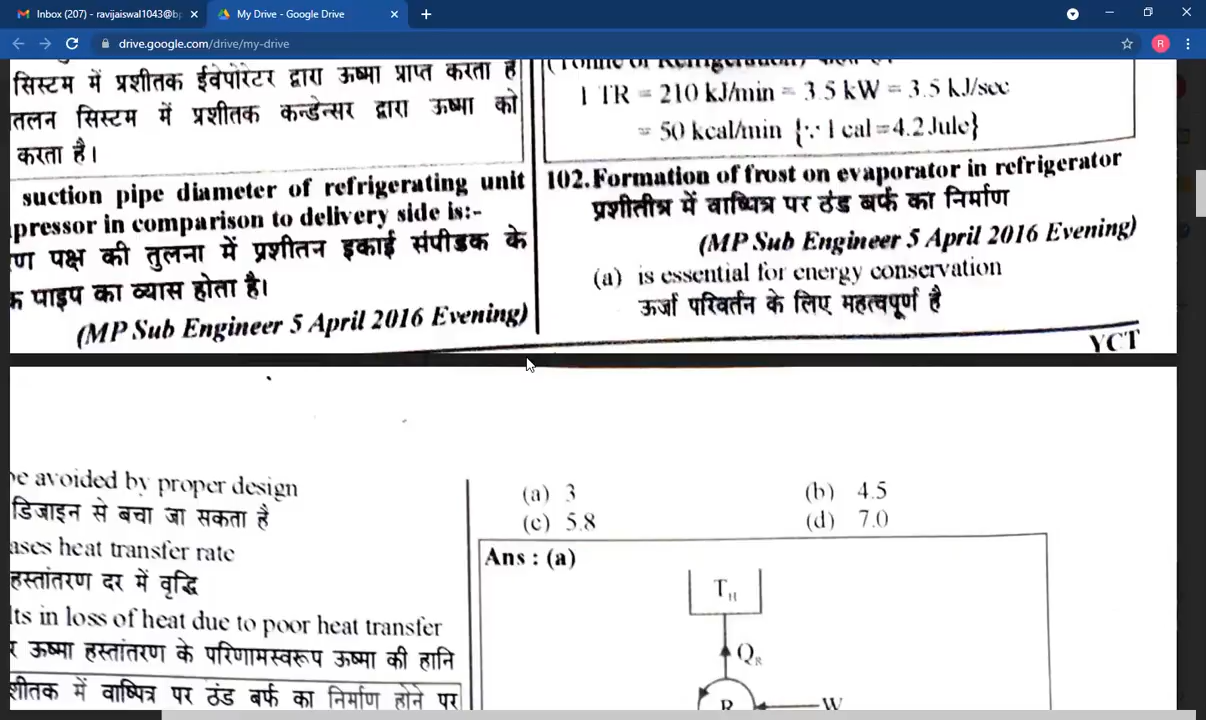 Inbox (207) - ravijaiswal1043@bp
My Drive - Google Drive
drive.google.com/drive/my-drive
R
सिस्टम में प्रशीतक ईवेपोरेटर द्वारा ऊष्मा प्राप्त करता है
तलन सिस्टम में प्रशीतक कन्डेन्सर द्वारा ऊष्मा को
करता है।
suction pipe diameter of refrigerating unit
pressor in comparison to delivery side is:-
ण पक्ष की तुलना में प्रशीतन इकाई संपीडक के
क पाइप का व्यास होता है।
(MP Sub Engineer 5 April 2016 Evening)
1 TR = 210 kJ/min = 3.5 kW = 3.5 kJ/sec
= 50 kcal/min {∵ 1 cal =4.2 Jule}
102.Formation of frost on evaporator in refrigerator
प्रशीतीत्र में वाष्पित्र पर ठंड बर्फ का निर्माण
(MP Sub Engineer 5 April 2016 Evening)
(a) is essential for energy conservation
ऊर्जा परिवर्तन के लिए महत्वपूर्ण है
YCT
be avoided by proper design
डिजाइन से बचा जा सकता है
ases heat transfer rate
हस्तांतरण दर में वृद्धि
lts in loss of heat due to poor heat transfer
र ऊष्मा हस्तांतरण के परिणामस्वरूप ऊष्मा की हानि
शीतक में वाष्पित्र पर ठंड बर्फ का निर्माण होने पर
(a) 3 (b) 4.5
(c) 5.8 (d) 7.0
Ans : (a)
T_H
Q_R
R W